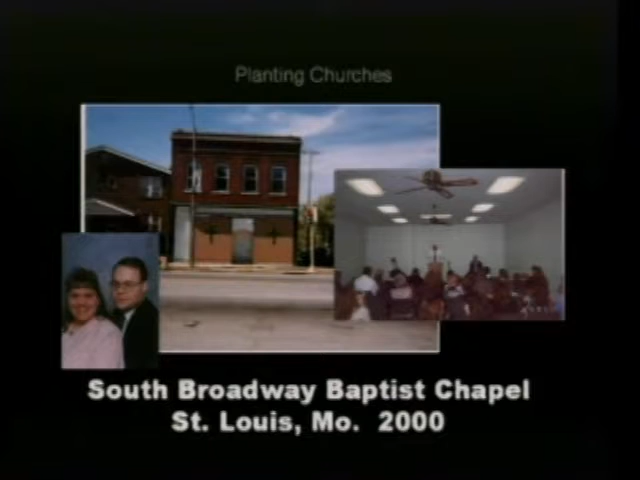 Planting Churches
South Broadway Baptist Chapel
St. Louis, Mo. 2000